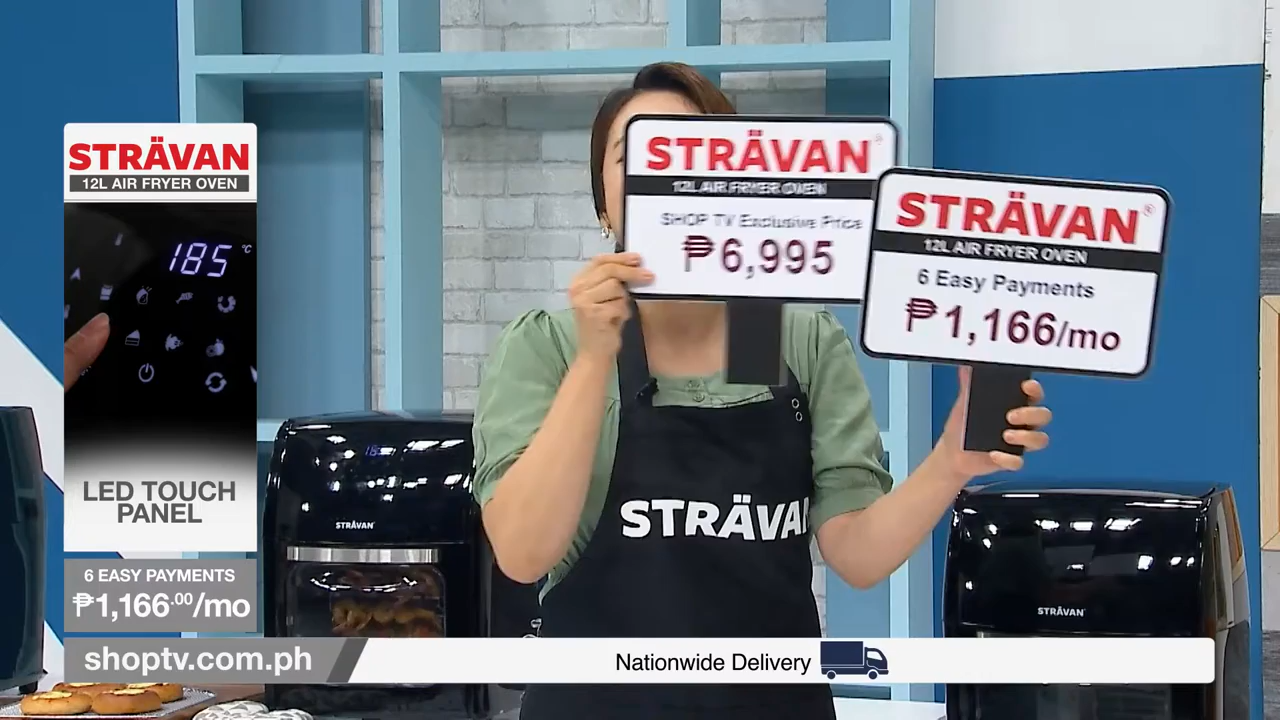 STRÄVAN
12L AIR FRYER OVEN
185 °C
LED TOUCH
PANEL
6 EASY PAYMENTS
₱1,166.00/mo
shoptv.com.ph
Nationwide Delivery
STRÄVAN®
12L AIR FRYER OVEN
SHOP TV Exclusive Price
₱6,995
STRÄVAN®
12L AIR FRYER OVEN
6 Easy Payments
₱1,166/mo
STRÄVAN
STRÄVAN
STRÄVAN